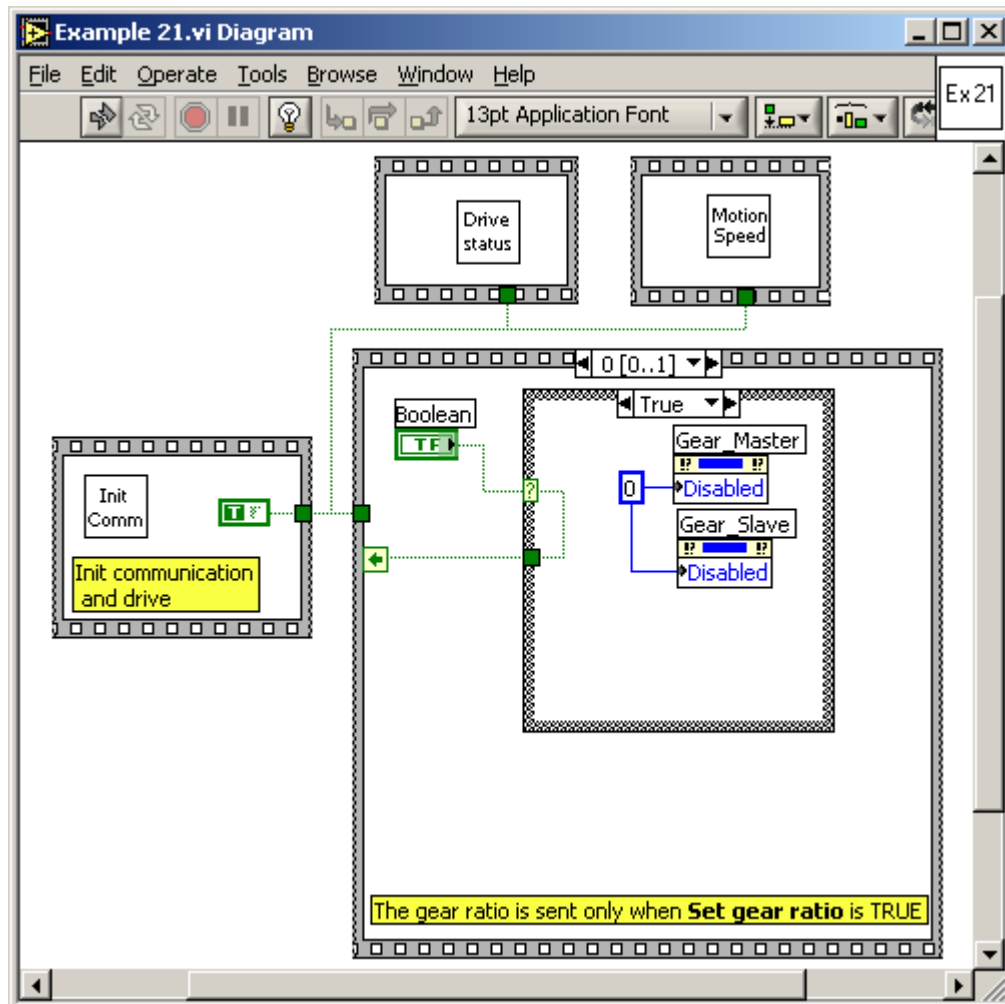 Example 21.vi Diagram
File Edit Operate Tools Browse Window Help
Ex 21
13pt Application Font
Drive
status
Motion
Speed
0 [0..1]
Boolean
TF
True
Gear_Master
!? !?
0
Disabled
Gear_Slave
!? !?
Disabled
?
Init
Comm
T
Init communication
and drive
The gear ratio is sent only when Set gear ratio is TRUE